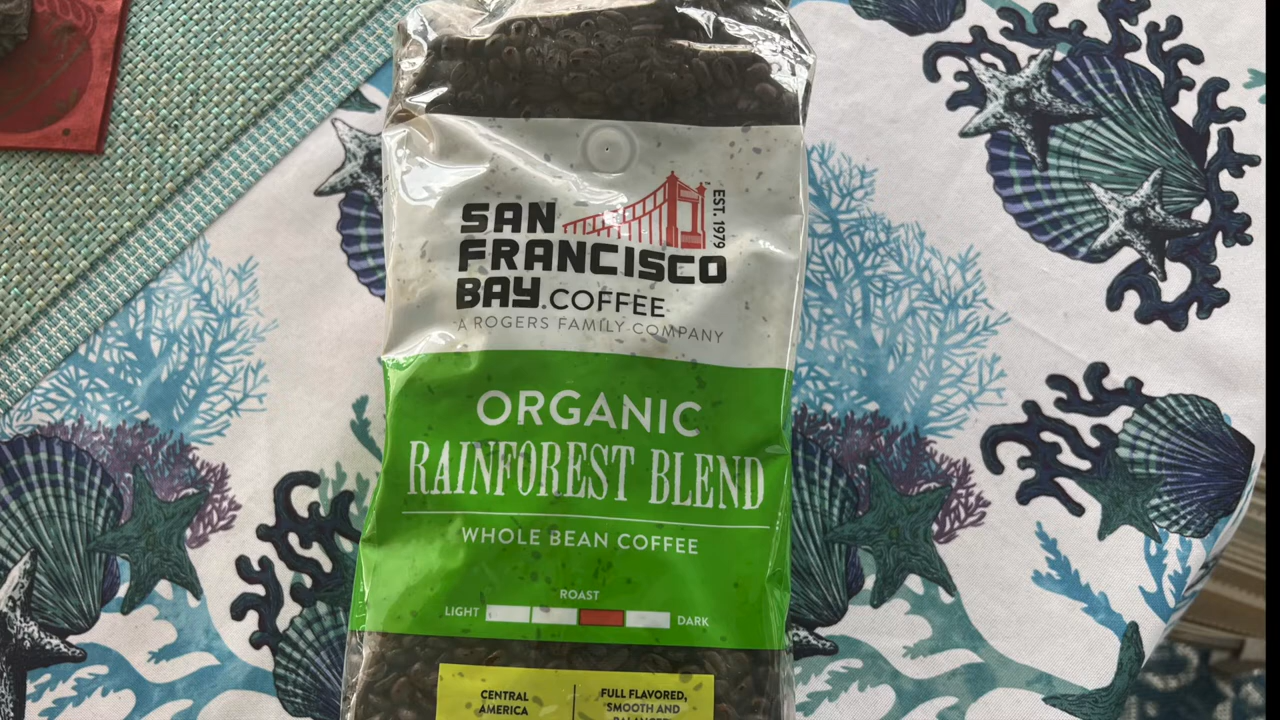 SAN
FRANCISCO
BAY COFFEE
EST. 1979
A ROGERS FAMILY COMPANY
ORGANIC
RAINFOREST BLEND
WHOLE BEAN COFFEE
ROAST
LIGHT DARK
CENTRAL
AMERICA
FULL FLAVORED,
SMOOTH AND
BALANCED